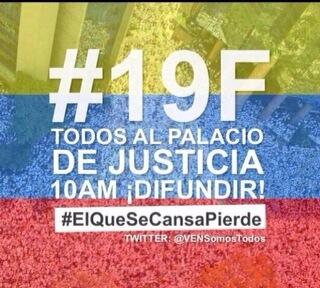 #19F
TODOS AL PALACIO
DE JUSTICIA
10AM ¡DIFUNDIR!
#ElQueSeCansaPierde
TWITTER: @VENSomosTodos